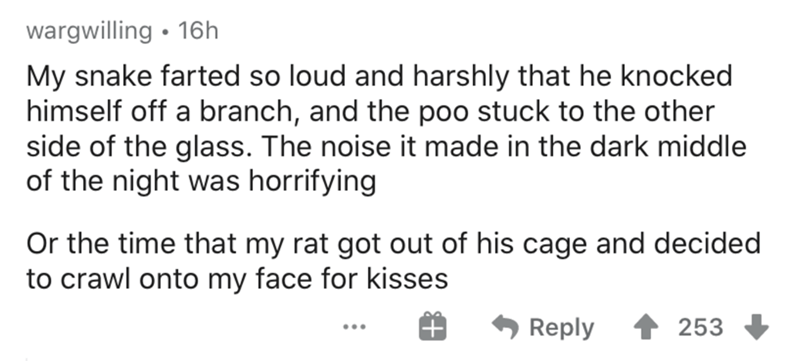 wargwilling • 16h
My snake farted so loud and harshly that he knocked
himself off a branch, and the poo stuck to the other
side of the glass. The noise it made in the dark middle
of the night was horrifying
Or the time that my rat got out of his cage and decided
to crawl onto my face for kisses
... Reply 253